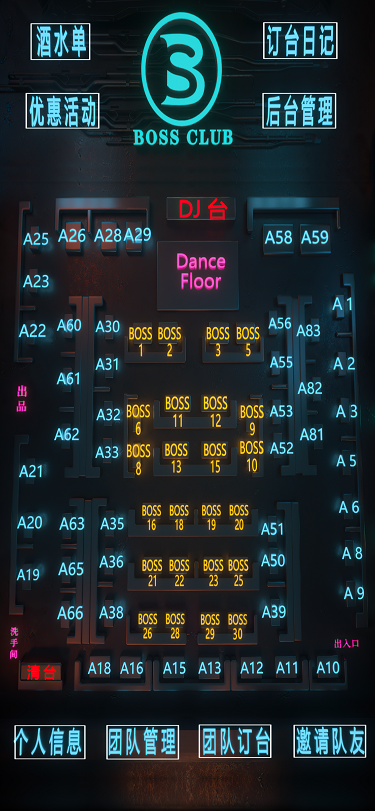 酒水单
订台日记
优惠活动
后台管理
BOSS CLUB
DJ 台
A25
A26
A28
A29
A58
A59
Dance
Floor
A23
A 1
A22
A60
A30
BOSS
1
BOSS
2
BOSS
3
BOSS
5
A56
A83
A61
A31
A55
A 2
出
品
A82
A62
A32
BOSS
6
BOSS
11
BOSS
12
BOSS
9
A53
A 3
A81
A33
BOSS
8
BOSS
13
BOSS
15
BOSS
10
A52
A 5
A21
A20
A63
A35
BOSS
16
BOSS
18
BOSS
19
BOSS
20
A51
A 6
A19
A65
A36
BOSS
21
BOSS
22
BOSS
23
BOSS
25
A50
A 8
A66
A38
BOSS
26
BOSS
28
BOSS
29
BOSS
30
A39
A 9
洗
手
间
出入口
清台
A18
A16
A15
A13
A12
A11
A10
个人信息
团队管理
团队订台
邀请队友